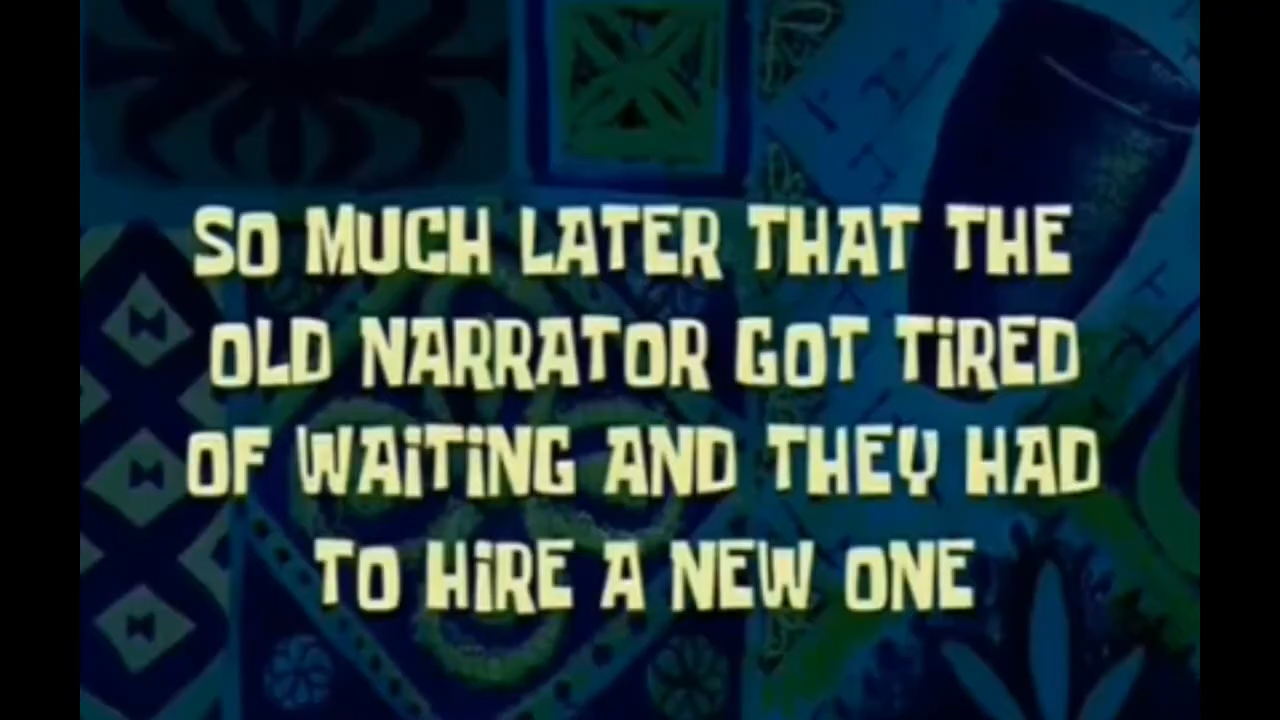 SO MUCH LATER THAT THE
OLD NARRATOR GOT TiRED
OF WAiTiNG AND THEY HAD
TO HiRE A NEW ONE